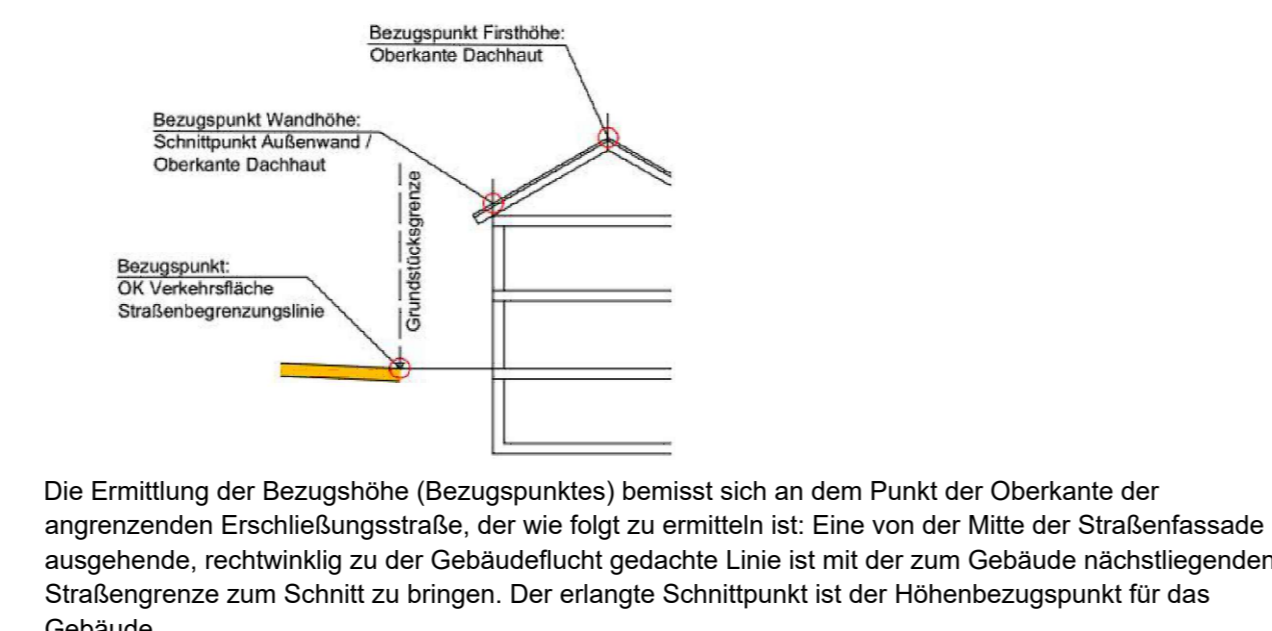 Bezugspunkt Firsthöhe:
Oberkante Dachhaut
Bezugspunkt Wandhöhe:
Schnittpunkt Außenwand /
Oberkante Dachhaut
Grundstücksgrenze
Bezugspunkt:
OK Verkehrsfläche
Straßenbegrenzungslinie
Die Ermittlung der Bezugshöhe (Bezugspunktes) bemisst sich an dem Punkt der Oberkante der
angrenzenden Erschließungsstraße, der wie folgt zu ermitteln ist: Eine von der Mitte der Straßenfassade
ausgehende, rechtwinklig zu der Gebäudeflucht gedachte Linie ist mit der zum Gebäude nächstliegenden
Straßengrenze zum Schnitt zu bringen. Der erlangte Schnittpunkt ist der Höhenbezugspunkt für das
Gebäude